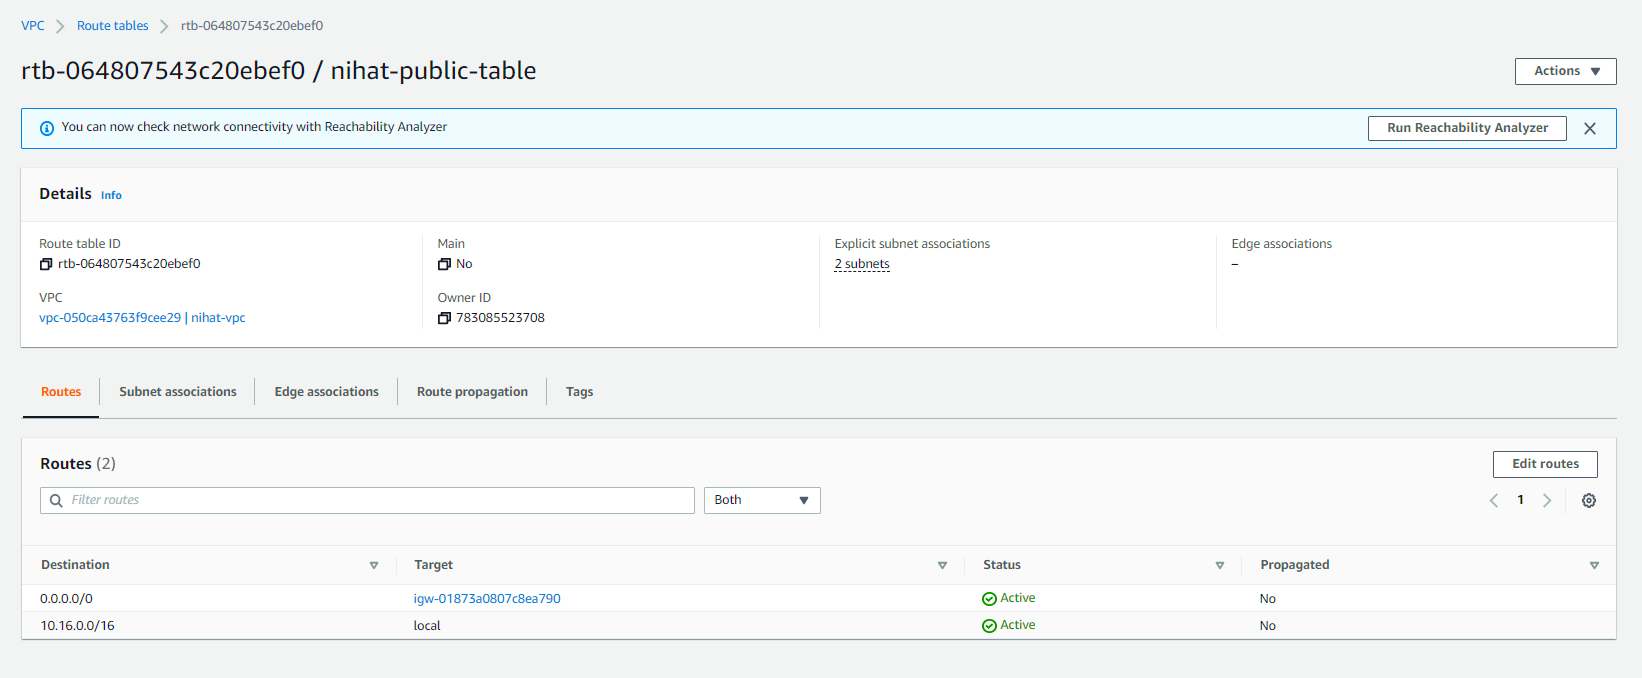 VPC > Route tables > rtb-064807543c20ebef0
rtb-064807543c20ebef0 / nihat-public-table
Actions
You can now check network connectivity with Reachability Analyzer
Run Reachability Analyzer
Details Info
Route table ID
rtb-064807543c20ebef0
Main
No
Explicit subnet associations
2 subnets
Edge associations
–
VPC
vpc-050ca43763f9cee29 | nihat-vpc
Owner ID
783085523708
Routes
Subnet associations
Edge associations
Route propagation
Tags
Routes (2)
Edit routes
Filter routes
Both
1
Destination Target Status Propagated
0.0.0.0/0 igw-01873a0807c8ea790 Active No
10.16.0.0/16 local Active No